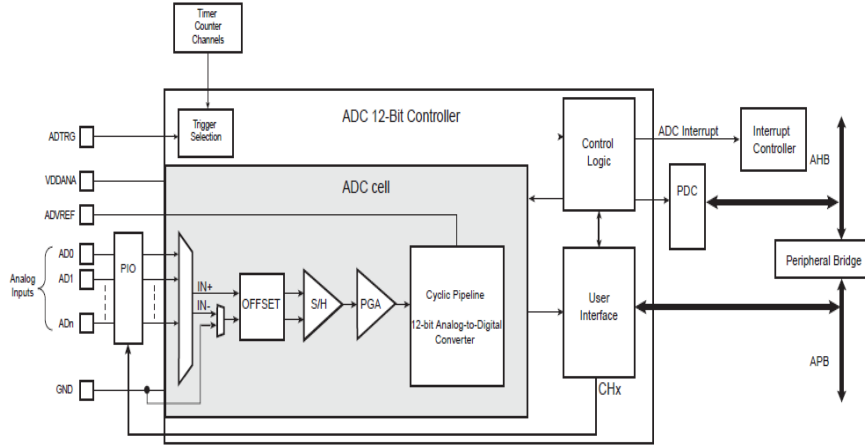 Timer
Counter
Channels
ADC 12-Bit Controller
ADTRG
Trigger
Selection
Control
Logic
ADC Interrupt
Interrupt
Controller
AHB
VDDANA
ADC cell
PDC
ADVREF
AD0
PIO
Analog
Inputs
AD1
ADn
IN+
IN-
OFFSET
S/H
PGA
Cyclic Pipeline
12-bit Analog-to-Digital
Converter
User
Interface
Peripheral Bridge
APB
GND
CHx